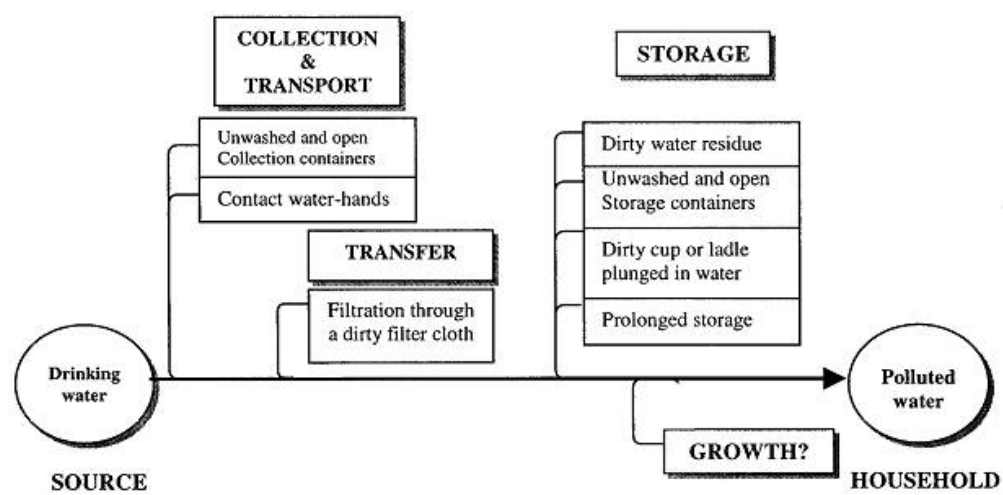 COLLECTION
&
TRANSPORT
Unwashed and open
Collection containers
Contact water-hands
TRANSFER
Filtration through
a dirty filter cloth
STORAGE
Dirty water residue
Unwashed and open
Storage containers
Dirty cup or ladle
plunged in water
Prolonged storage
Drinking
water
SOURCE
GROWTH?
Polluted
water
HOUSEHOLD